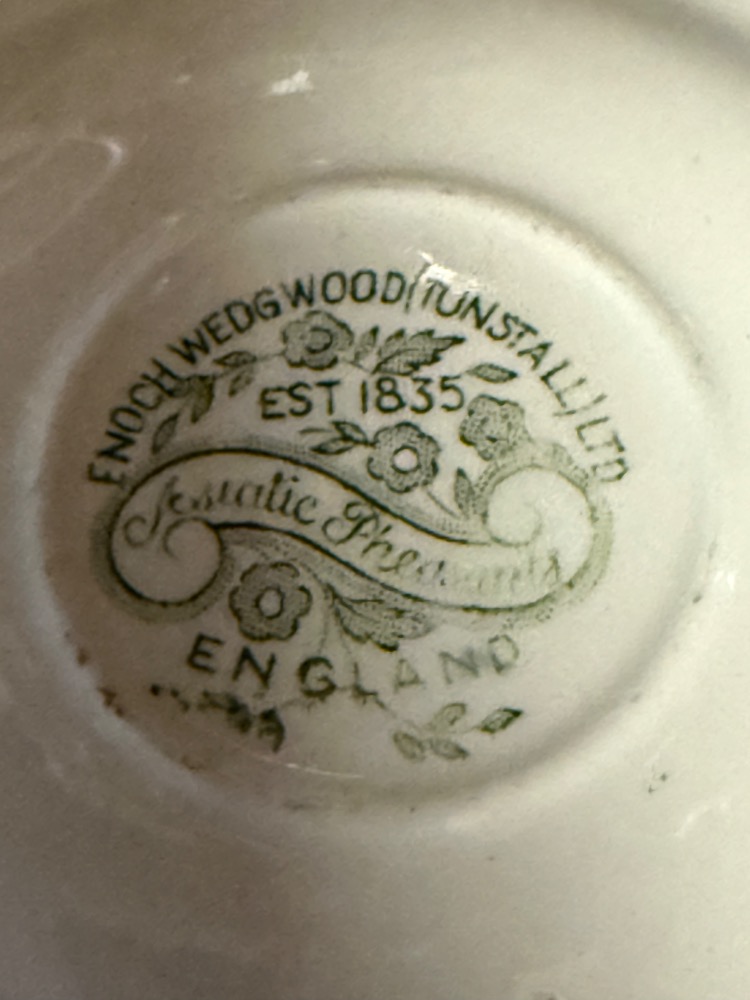 ENOCH WEDGWOOD (TUNSTALL) LTD
EST 1835
Asiatic Pheasants
ENGLAND